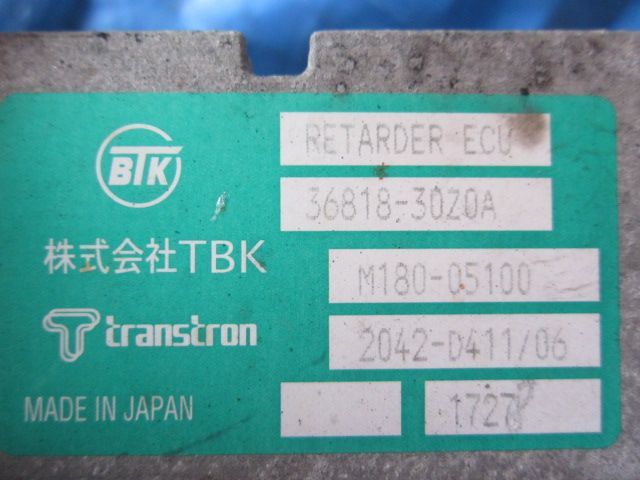 BTK
RETARDER ECU
36818-30Z0A
株式会社TBK
M180-05100
transtron
2042-D411/06
MADE IN JAPAN
1727